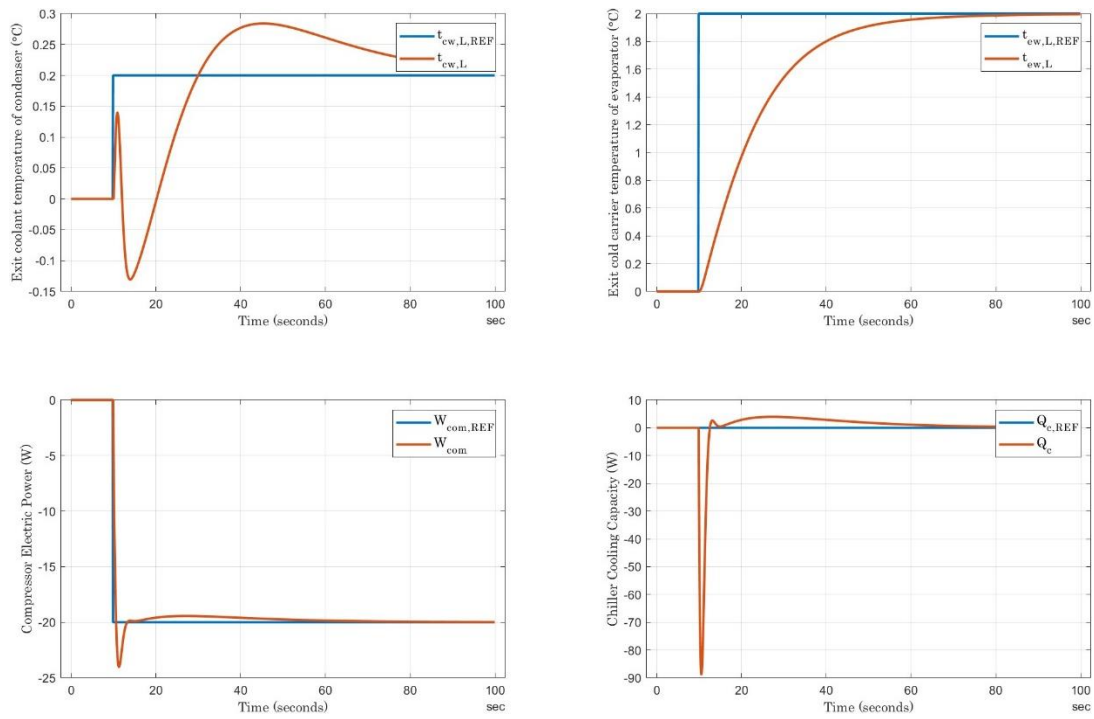 Exit coolant temperature of condenser (°C)
0.3
0.25
0.2
0.15
0.1
0.05
0
-0.05
-0.1
-0.15
t_cw,L,REF
t_cw,L
0 20 40 60 80 100
Time (seconds) sec
Exit cold carrier temperature of evaporator (°C)
2
1.8
1.6
1.4
1.2
1
0.8
0.6
0.4
0.2
0
t_ew,L,REF
t_ew,L
0 20 40 60 80 100
Time (seconds) sec
Compressor Electric Power (W)
0
-5
-10
-15
-20
-25
W_com,REF
W_com
0 20 40 60 80 100
Time (seconds) sec
Chiller Cooling Capacity (W)
10
0
-10
-20
-30
-40
-50
-60
-70
-80
-90
Q_c,REF
Q_c
0 20 40 60 80 100
Time (seconds) sec